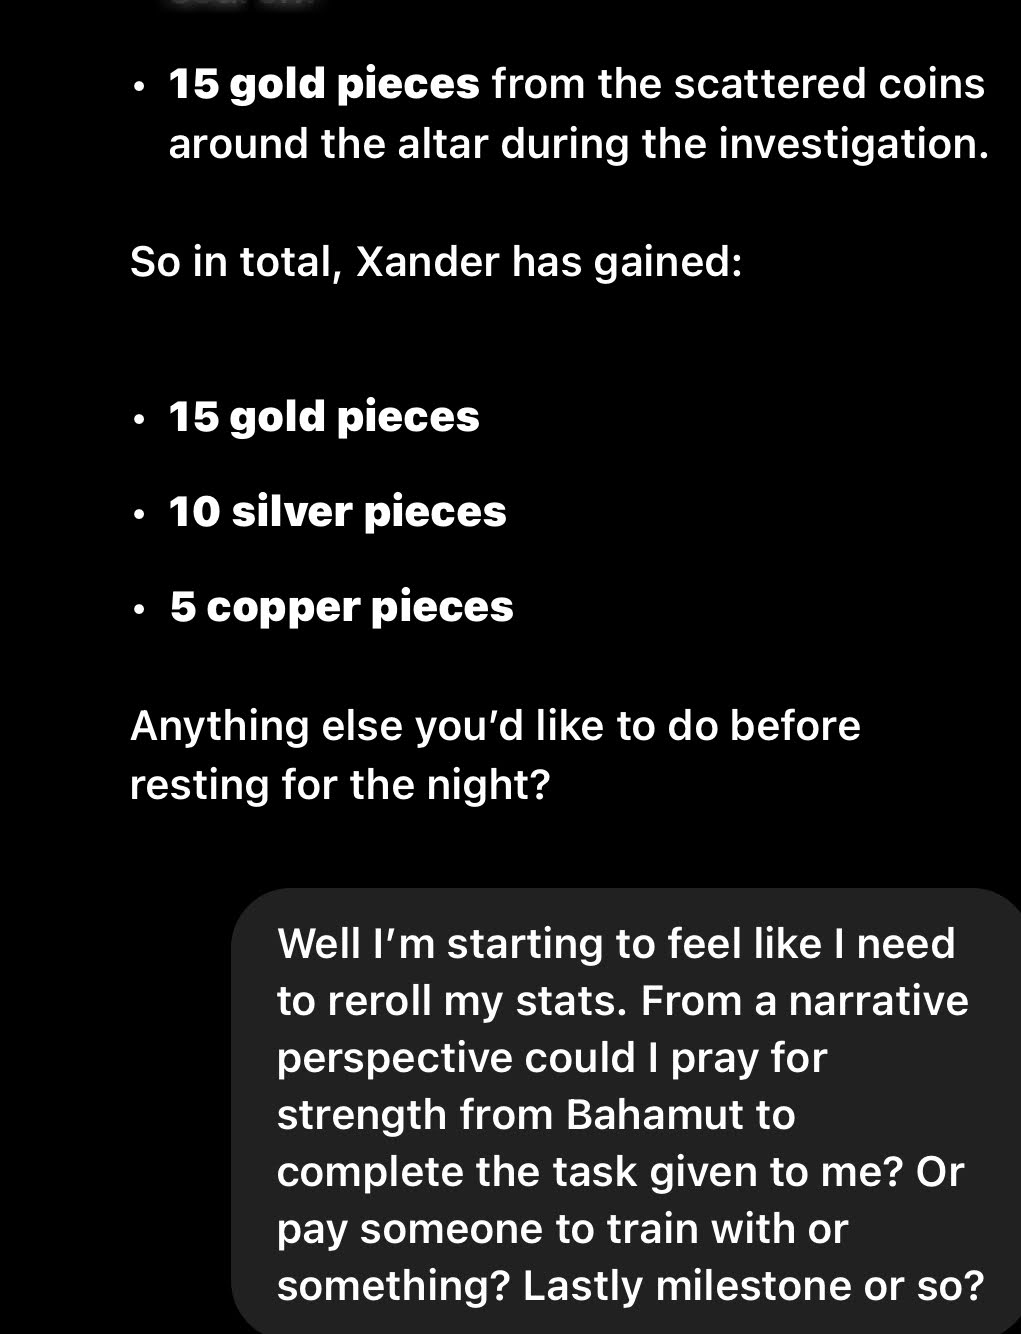 • 15 gold pieces from the scattered coins
around the altar during the investigation.
So in total, Xander has gained:
• 15 gold pieces
• 10 silver pieces
• 5 copper pieces
Anything else you’d like to do before
resting for the night?
Well I’m starting to feel like I need
to reroll my stats. From a narrative
perspective could I pray for
strength from Bahamut to
complete the task given to me? Or
pay someone to train with or
something? Lastly milestone or so?